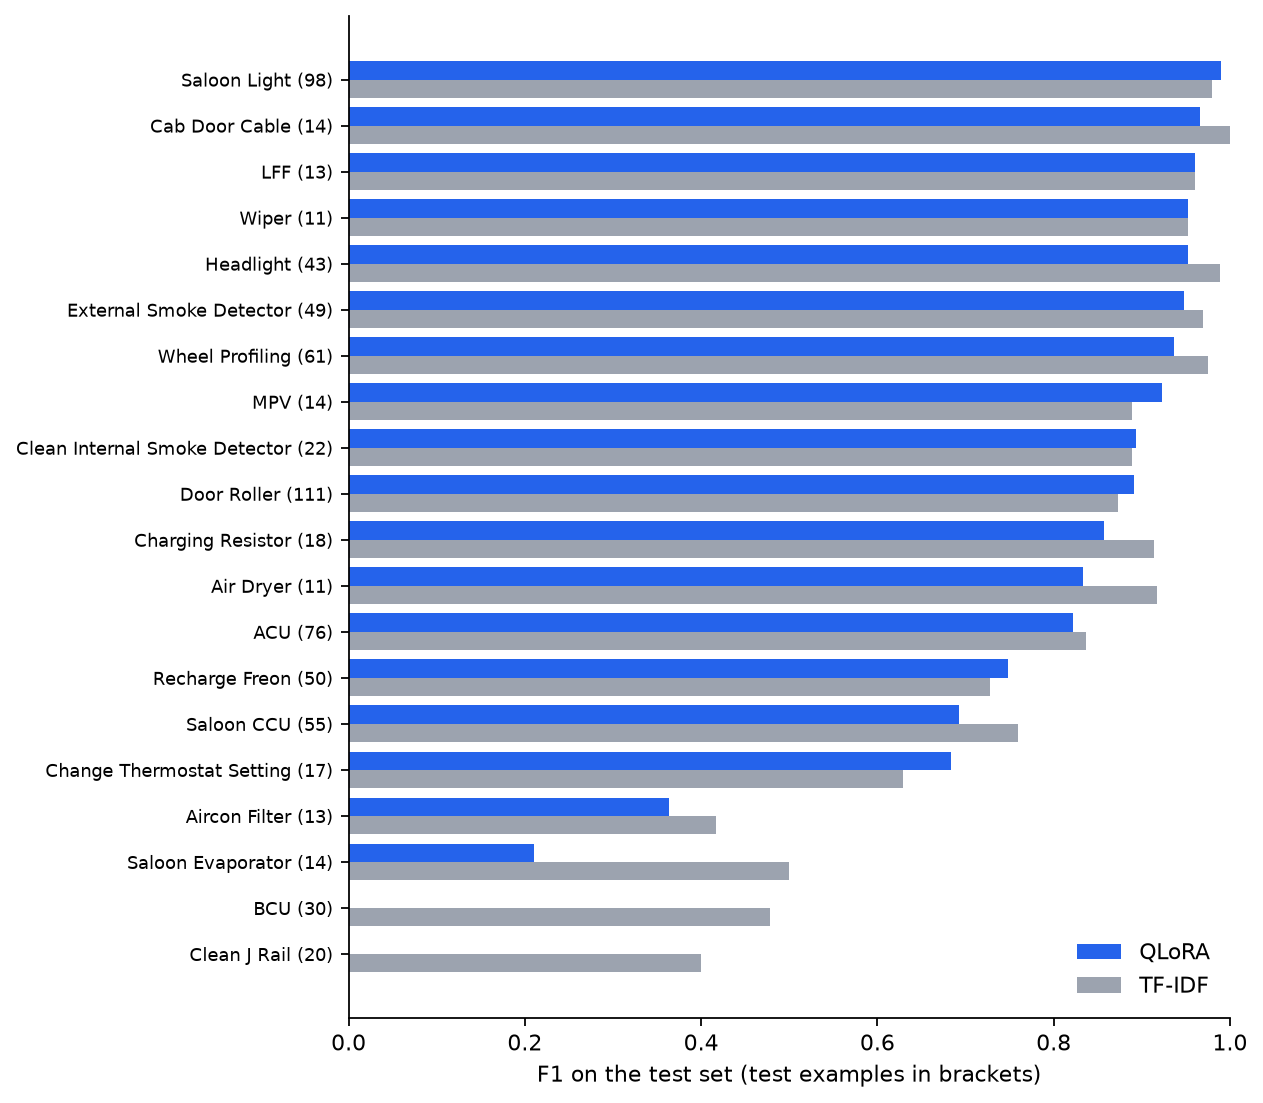 Saloon Light (98)
Cab Door Cable (14)
LFF (13)
Wiper (11)
Headlight (43)
External Smoke Detector (49)
Wheel Profiling (61)
MPV (14)
Clean Internal Smoke Detector (22)
Door Roller (111)
Charging Resistor (18)
Air Dryer (11)
ACU (76)
Recharge Freon (50)
Saloon CCU (55)
Change Thermostat Setting (17)
Aircon Filter (13)
Saloon Evaporator (14)
BCU (30)
Clean J Rail (20)
QLoRA
TF-IDF
0.0 0.2 0.4 0.6 0.8 1.0
F1 on the test set (test examples in brackets)